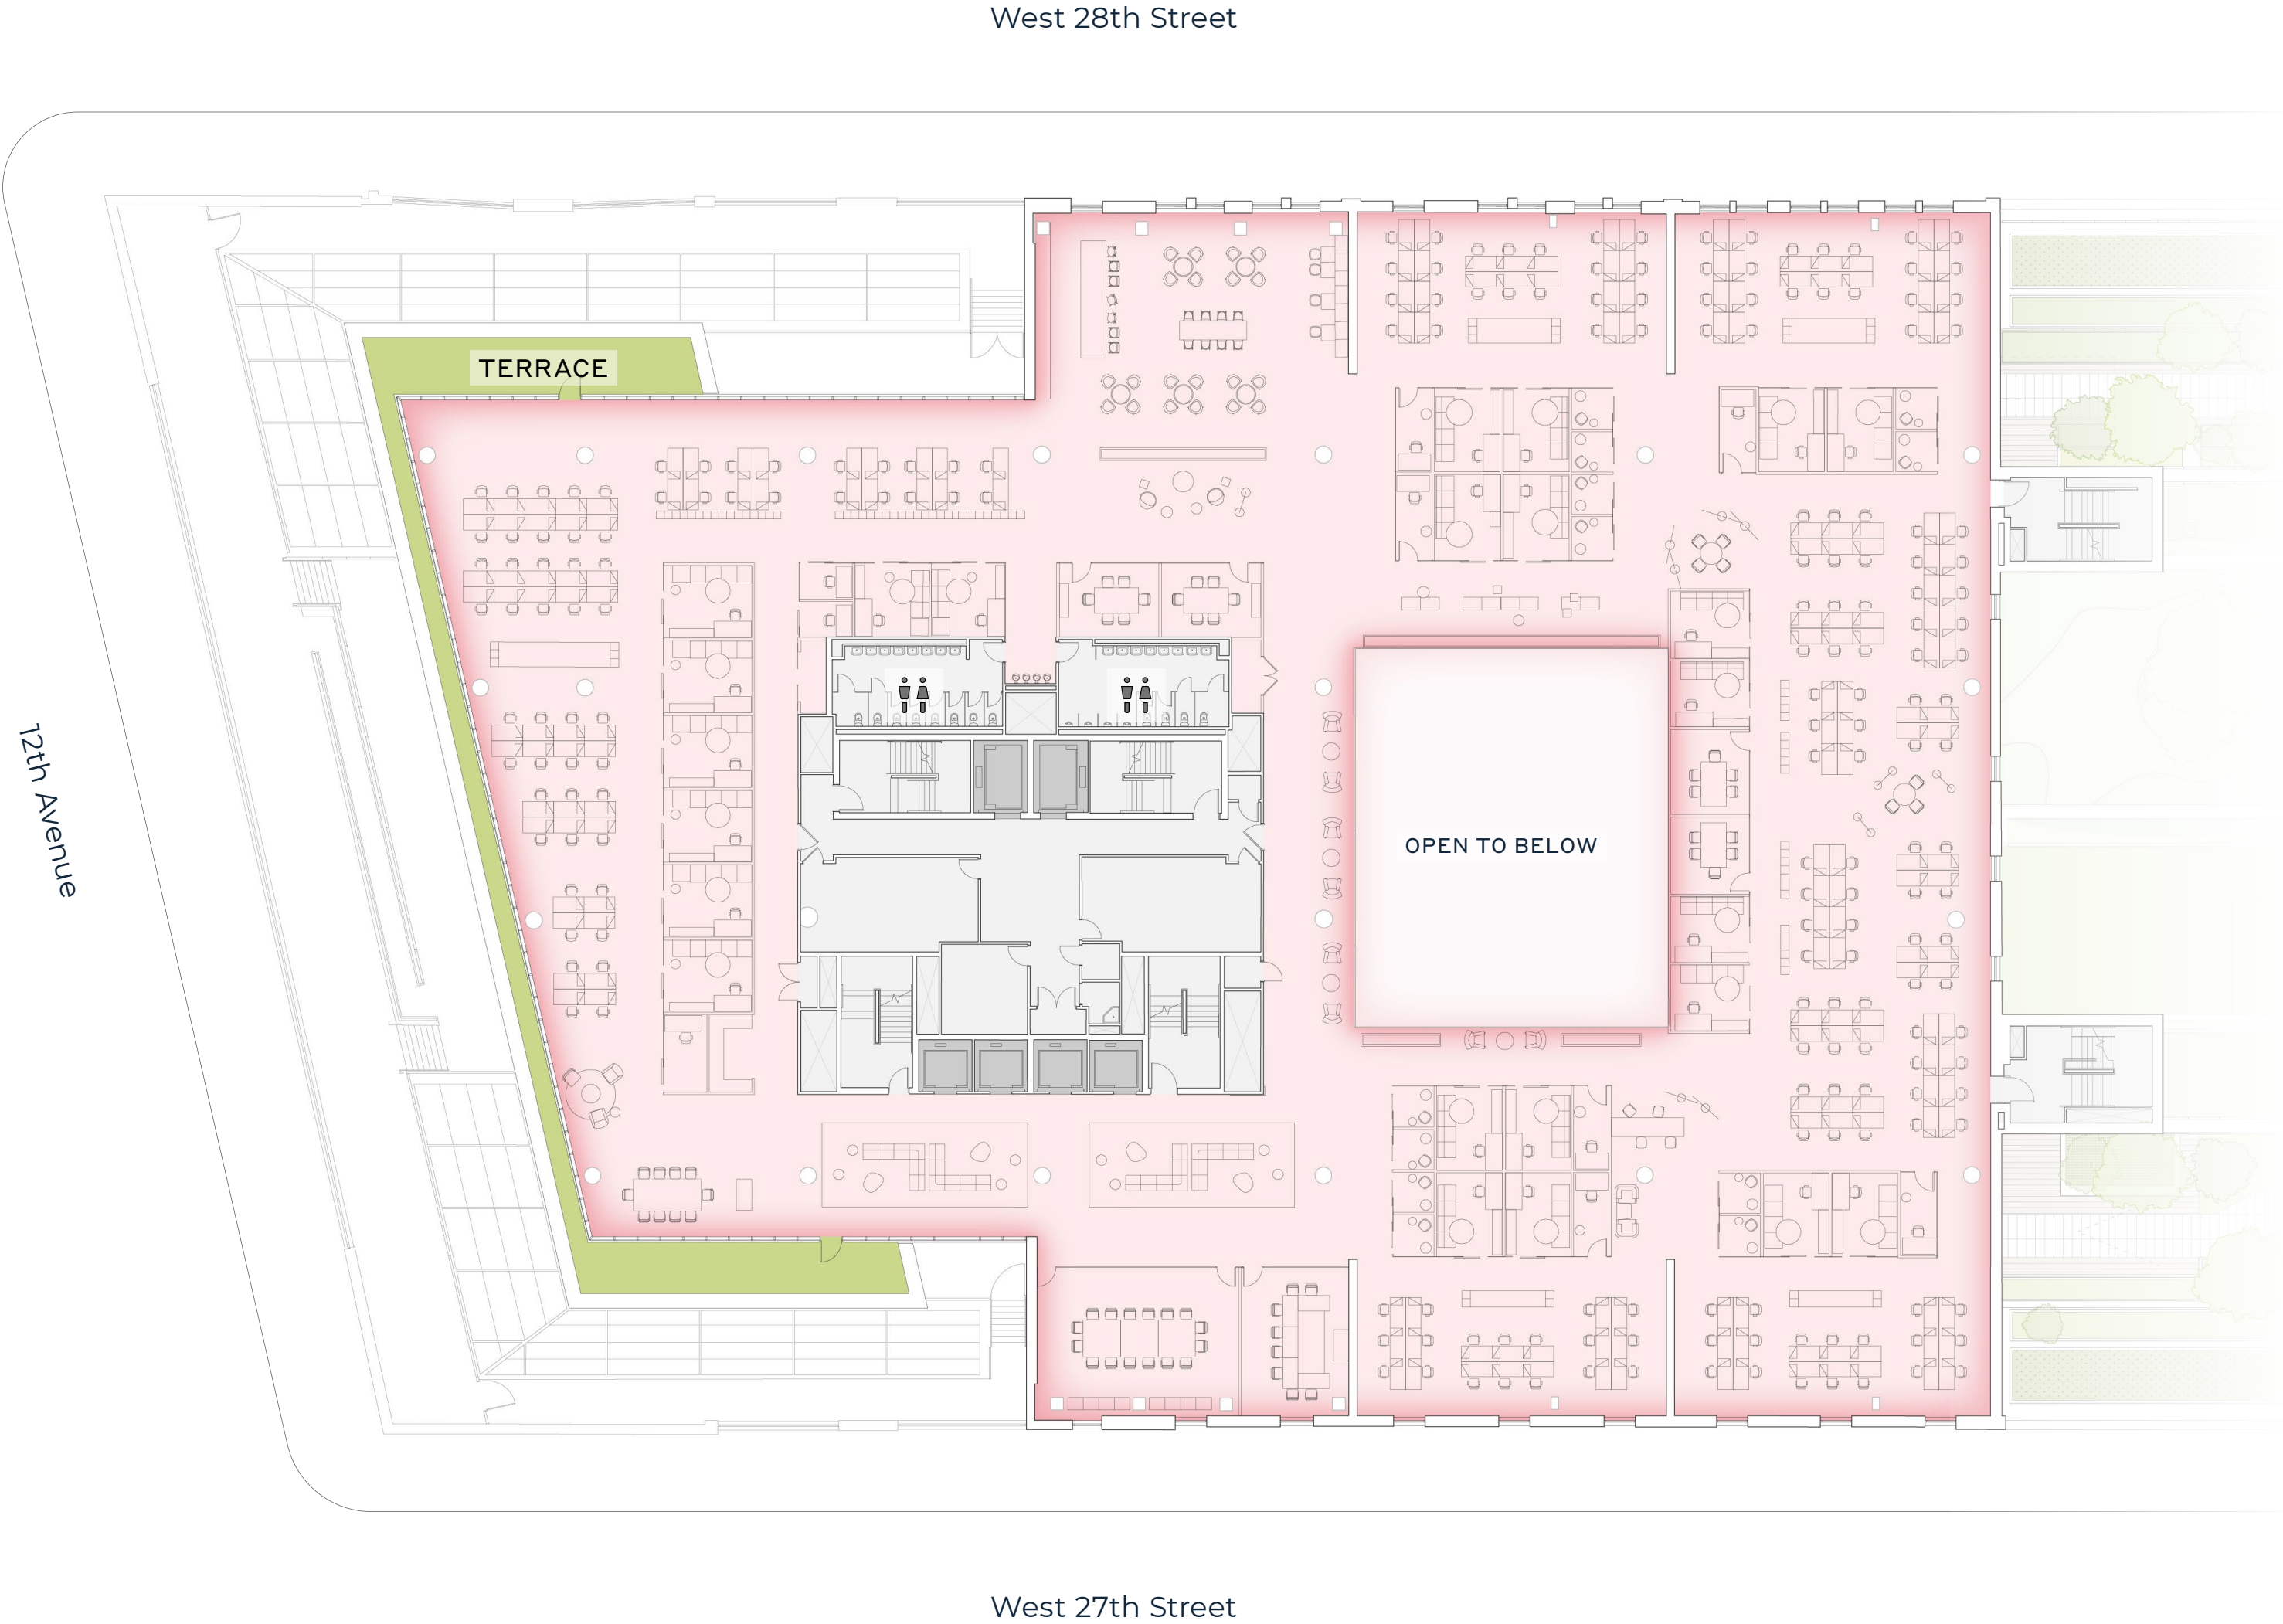 West 28th Street
TERRACE
12th Avenue
OPEN TO BELOW
West 27th Street